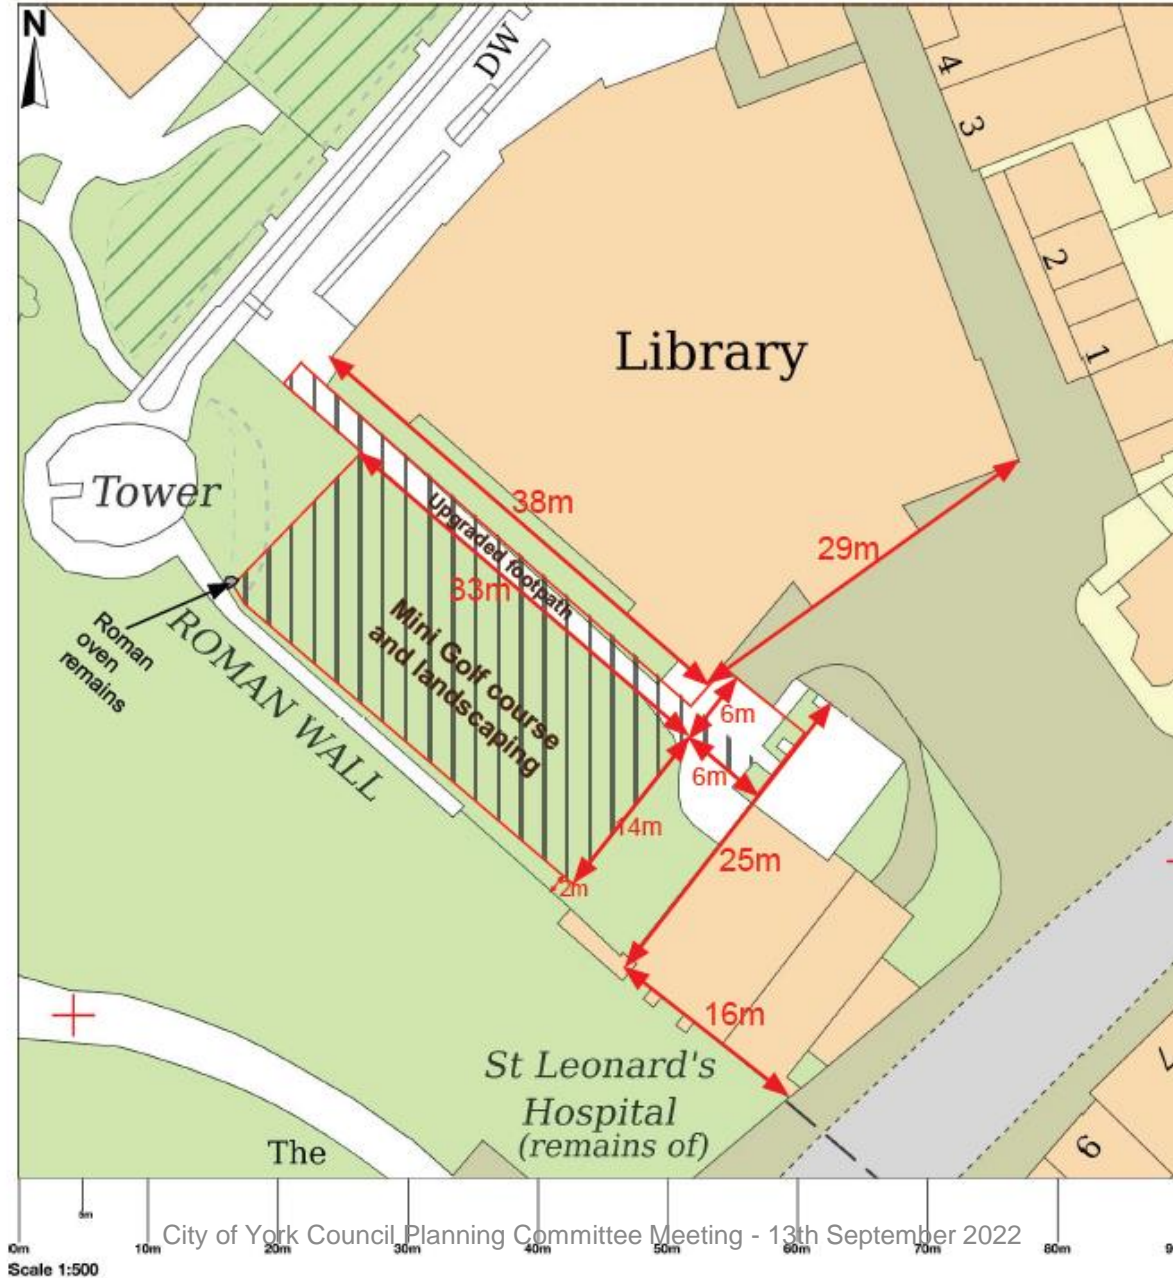 N
DW
4
3
2
1
Library
Tower
38m
29m
Upgraded footpath
33m
Mini Golf course
and landscaping
Roman
oven
remains
ROMAN WALL
6m
6m
14m
25m
2m
16m
St Leonard's
Hospital
(remains of)
The
7
9
5m
City of York Council Planning Committee Meeting - 13th September 2022
0m 10m 20m 30m 40m 50m 60m 70m 80m 9
Scale 1:500